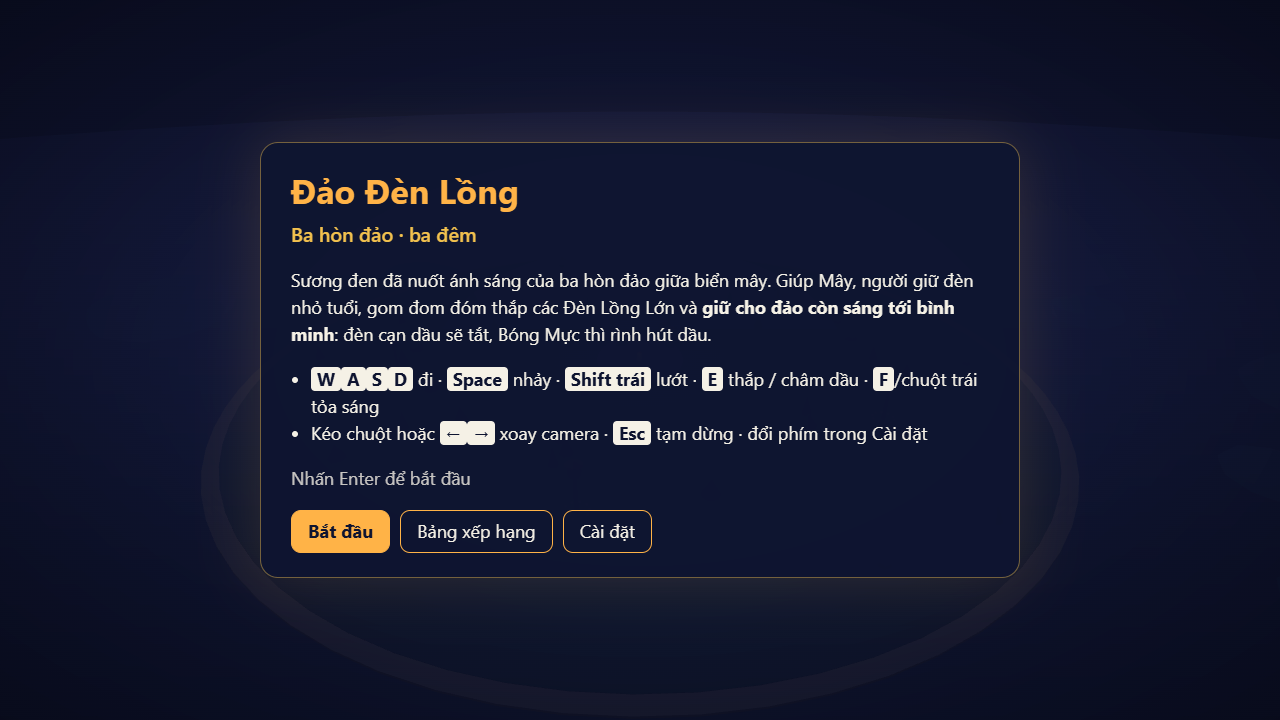 Đảo Đèn Lồng
Ba hòn đảo · ba đêm
Sương đen đã nuốt ánh sáng của ba hòn đảo giữa biển mây. Giúp Mây, người giữ đèn
nhỏ tuổi, gom đom đóm thắp các Đèn Lồng Lớn và giữ cho đảo còn sáng tới bình
minh: đèn cạn dầu sẽ tắt, Bóng Mực thì rình hút dầu.
• W A S D đi · Space nhảy · Shift trái lướt · E thắp / châm dầu · F/chuột trái
tỏa sáng
• Kéo chuột hoặc ← → xoay camera · Esc tạm dừng · đổi phím trong Cài đặt
Nhấn Enter để bắt đầu
Bắt đầu Bảng xếp hạng Cài đặt